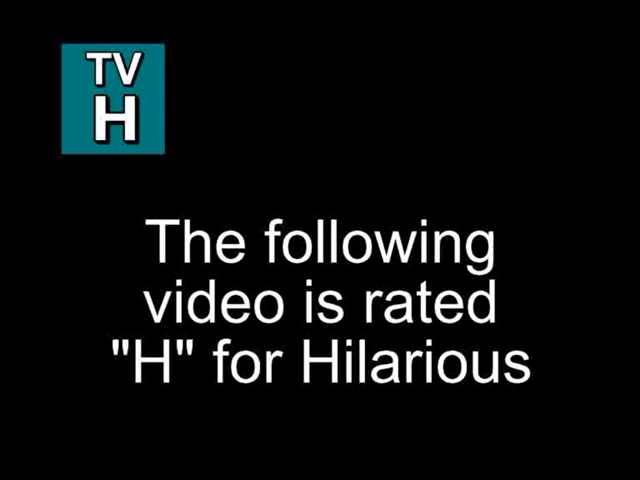 TV
H
The following
video is rated
"H" for Hilarious